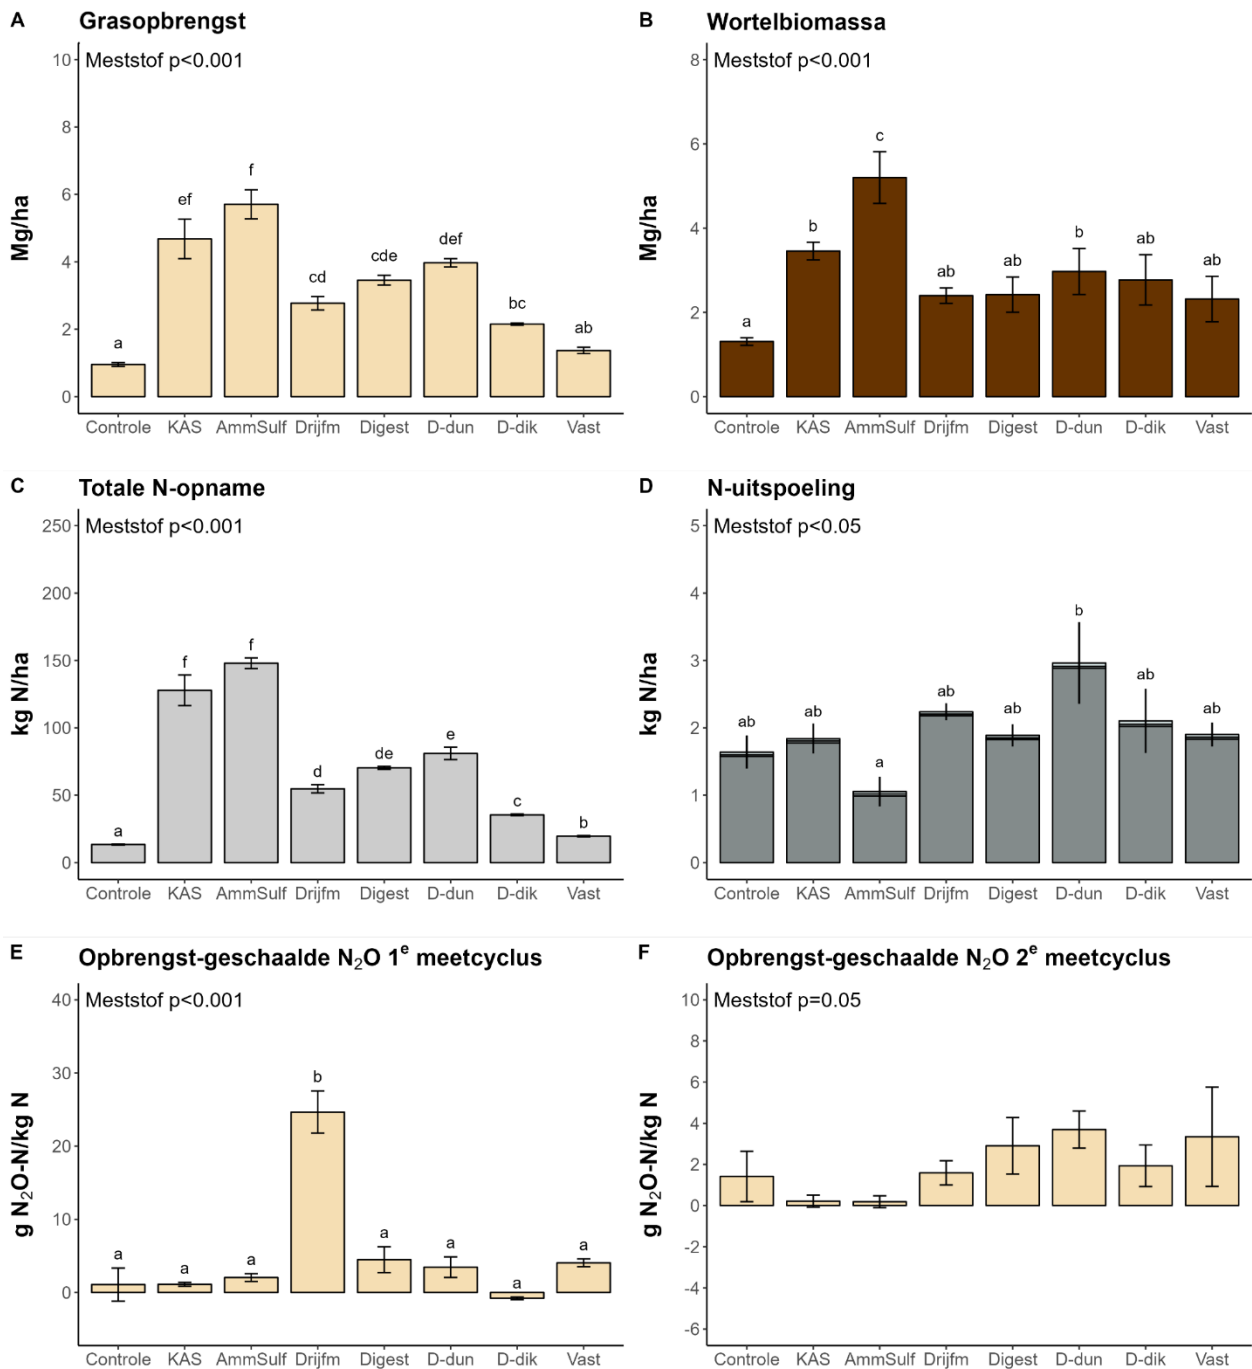 A Grasopbrengst
Meststof p<0.001
Mg/ha
10
8
6
4
2
0
a
ef
f
cd
cde
def
bc
ab
Controle KAS AmmSulf Drijfm Digest D-dun D-dik Vast
B Wortelbiomassa
Meststof p<0.001
Mg/ha
8
6
4
2
0
a
b
c
ab
ab
b
ab
ab
Controle KAS AmmSulf Drijfm Digest D-dun D-dik Vast
C Totale N-opname
Meststof p<0.001
kg N/ha
250
200
150
100
50
0
a
f
f
d
de
e
c
b
Controle KAS AmmSulf Drijfm Digest D-dun D-dik Vast
D N-uitspoeling
Meststof p<0.05
kg N/ha
5
4
3
2
1
0
ab
ab
a
ab
ab
b
ab
ab
Controle KAS AmmSulf Drijfm Digest D-dun D-dik Vast
E Opbrengst-geschaalde N₂O 1ᵉ meetcyclus
Meststof p<0.001
g N₂O-N/kg N
40
30
20
10
0
a
a
a
b
a
a
a
a
Controle KAS AmmSulf Drijfm Digest D-dun D-dik Vast
F Opbrengst-geschaalde N₂O 2ᵉ meetcyclus
Meststof p=0.05
g N₂O-N/kg N
10
8
6
4
2
0
-2
-4
-6
Controle KAS AmmSulf Drijfm Digest D-dun D-dik Vast